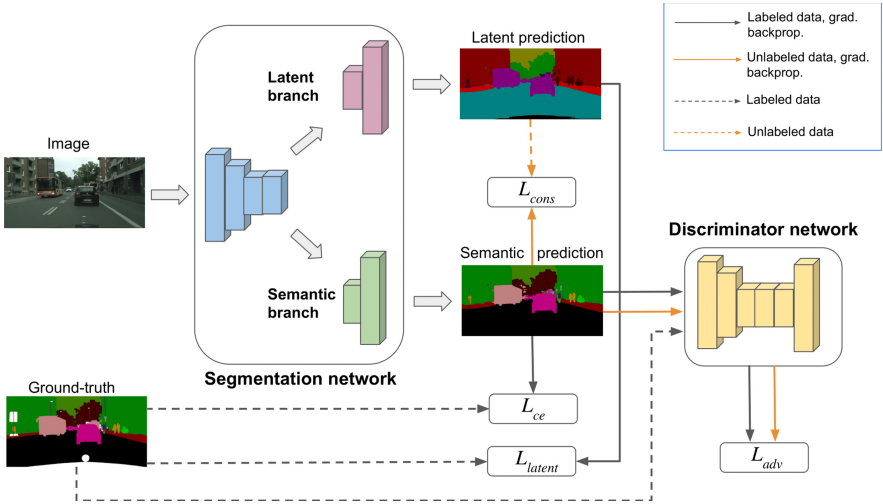 Latent prediction
Labeled data, grad.
backprop.
Unlabeled data, grad.
backprop.
Labeled data
Unlabeled data
Latent
branch
Image
L_cons
Discriminator network
Semantic prediction
Semantic
branch
Segmentation network
Ground-truth
L_ce
L_latent
L_adv